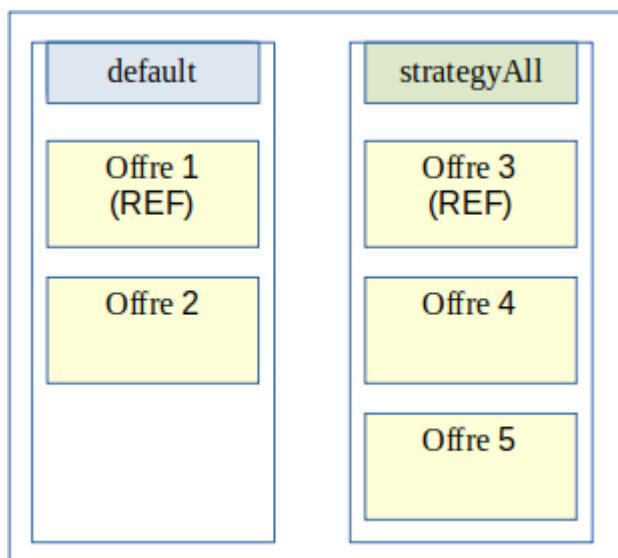 default
Offre 1
(REF)
Offre 2
strategyAll
Offre 3
(REF)
Offre 4
Offre 5